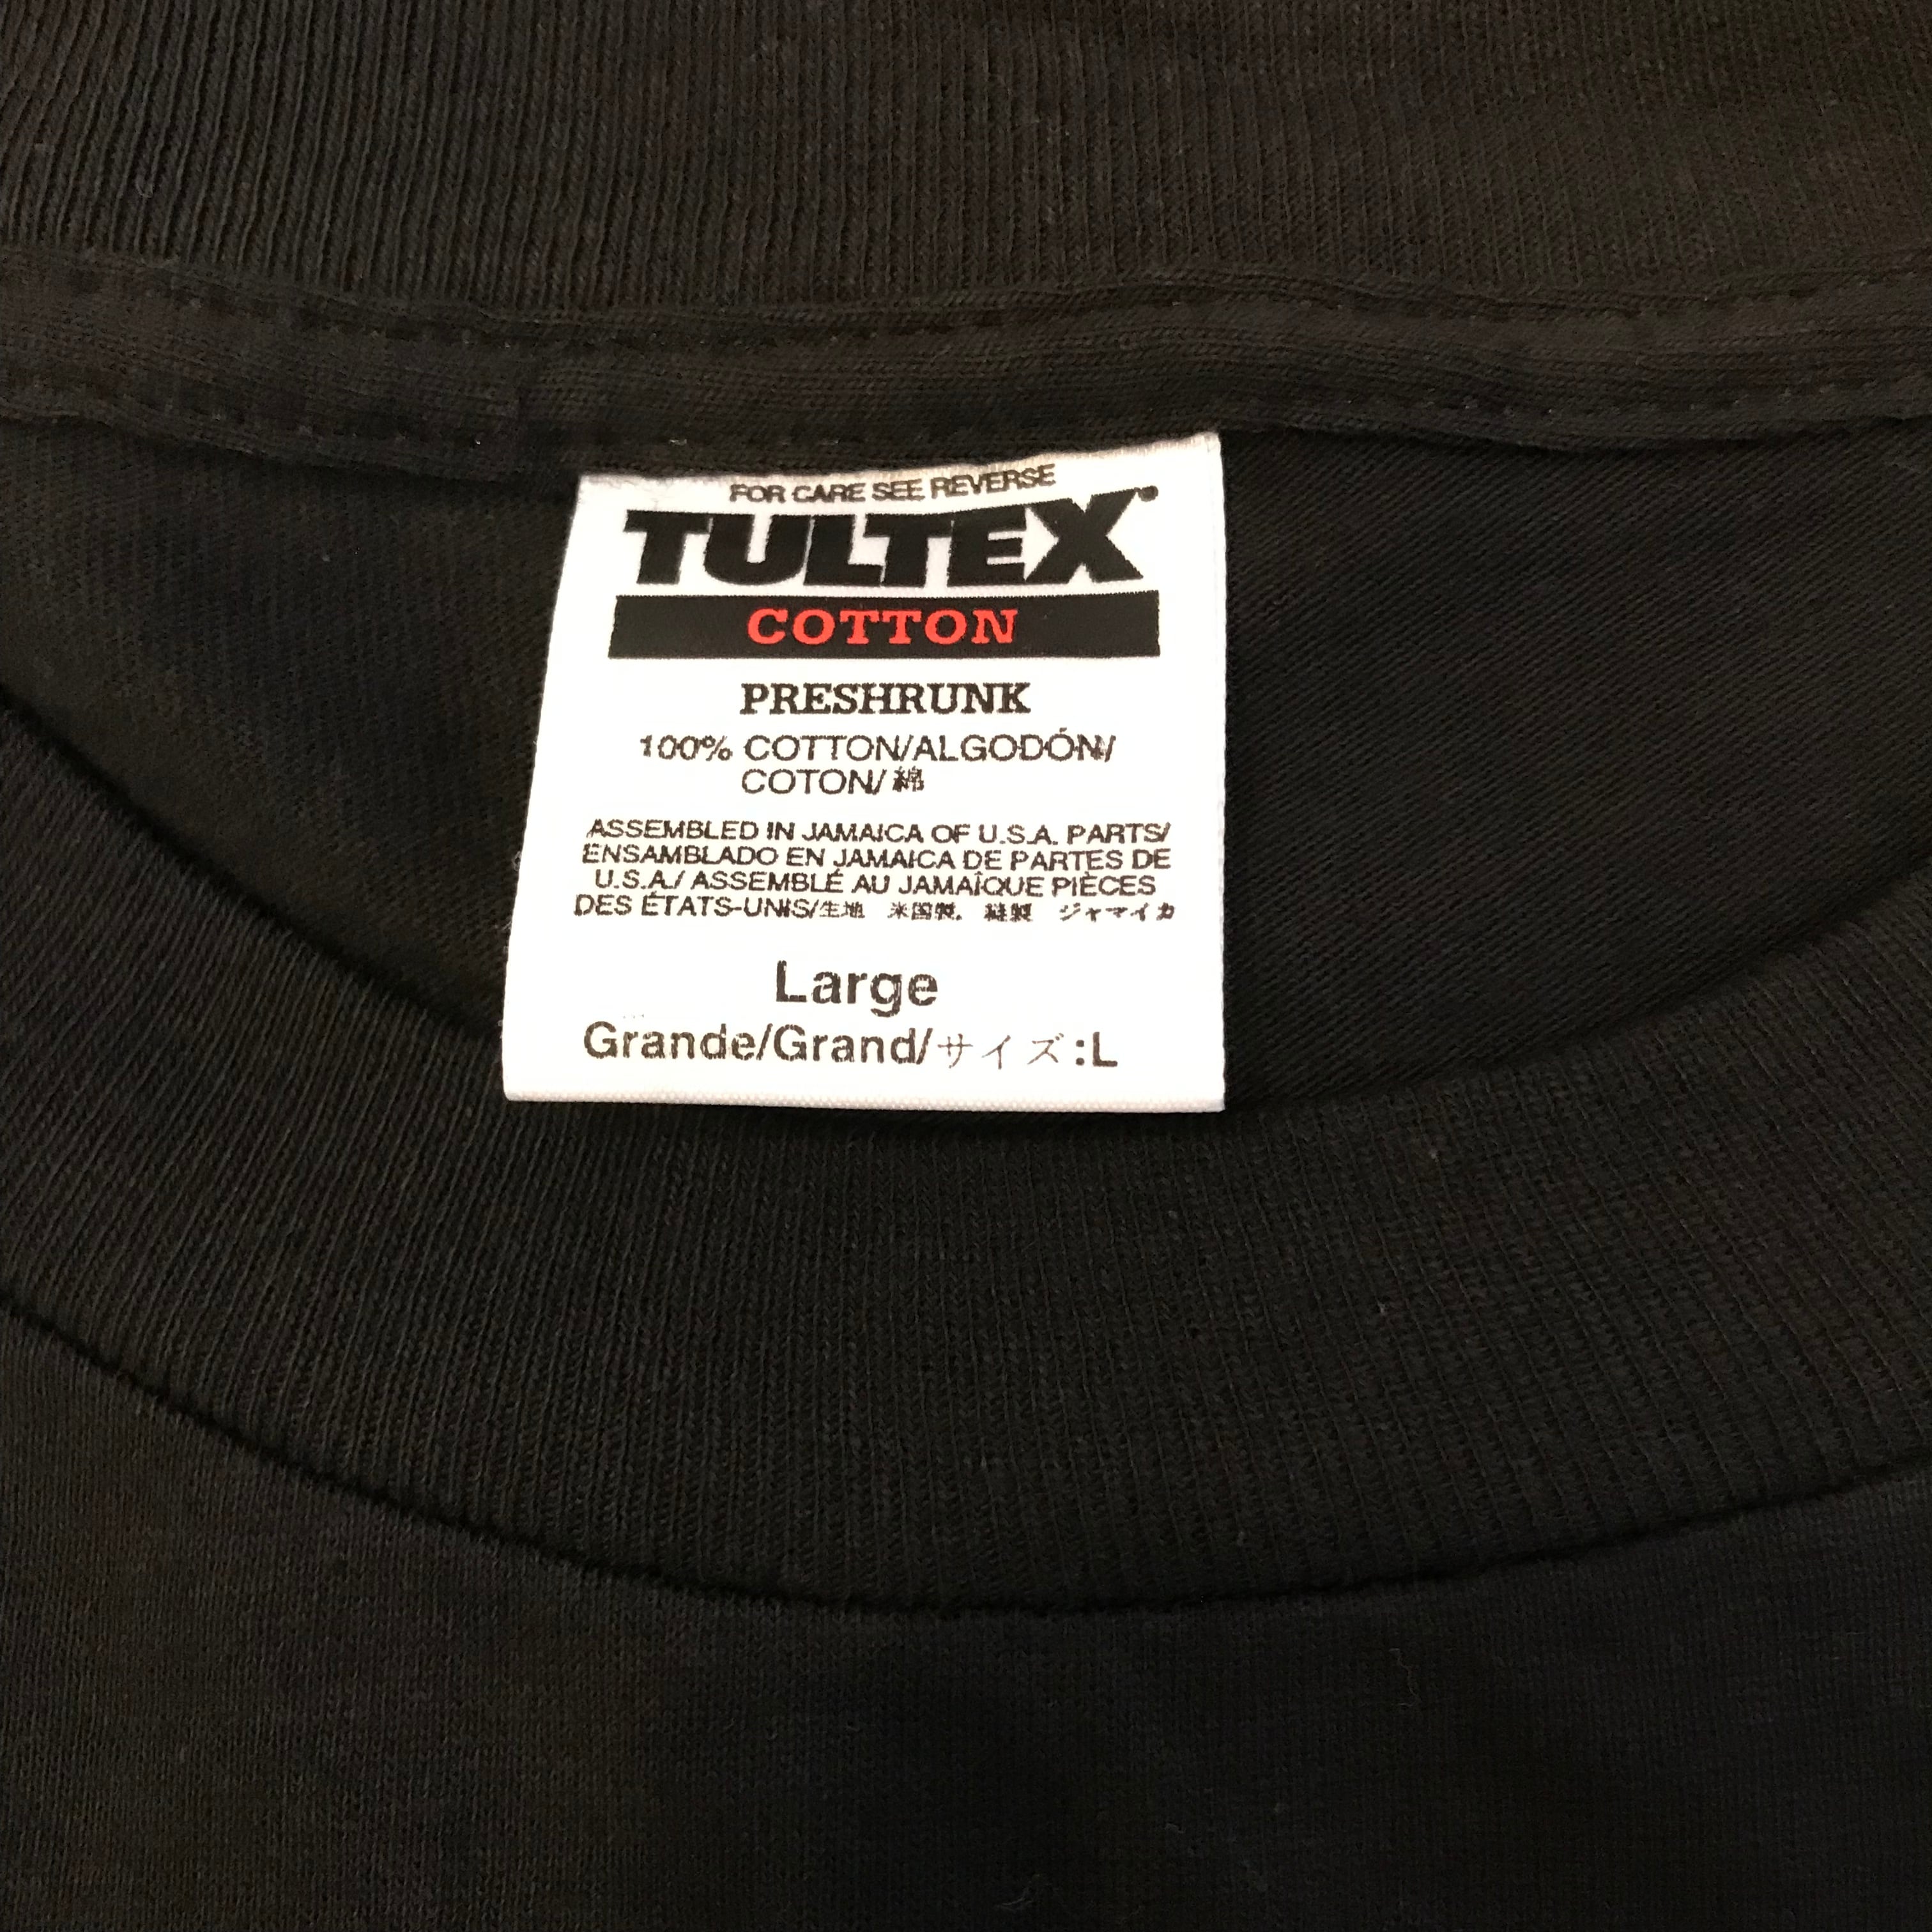 FOR CARE SEE REVERSE
TULTEX
COTTON
PRESHRUNK
100% COTTON/ALGODÓN/
COTON/綿
ASSEMBLED IN JAMAICA OF U.S.A. PARTS/
ENSAMBLADO EN JAMAICA DE PARTES DE
U.S.A./ ASSEMBLÉ AU JAMAÎQUE PIÈCES
DES ÉTATS-UNIS/生地 米国製. 縫製 ジャマイカ
Large
Grande/Grand/サイズ:L